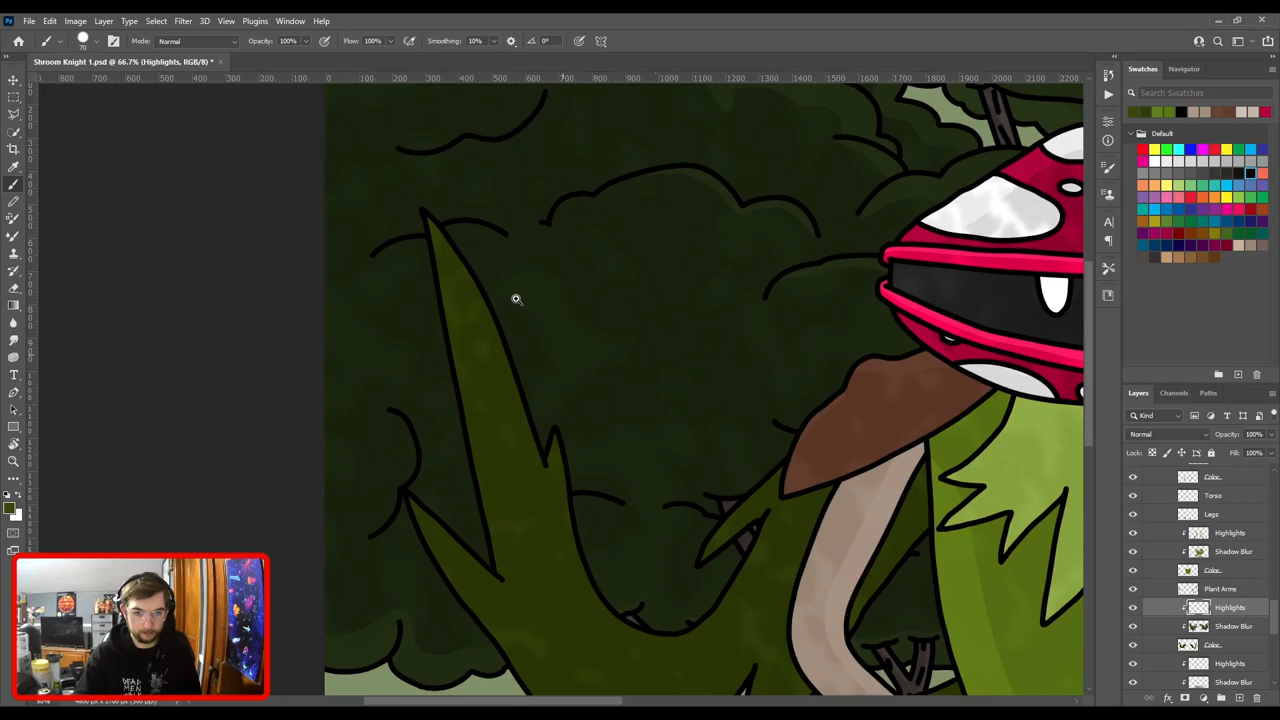 File Edit Image Layer Type Select Filter 3D View Plugins Window Help
Mode: Normal Opacity: 100% Flow: 100% Smoothing: 10% 0°
Shroom Knight 1.psd @ 66.7% (Highlights, RGB/8) *
800 700 600 500 400 300 200 100 0 100 200 300 400 500 600 700 800 900 1000 1100 1200 1300 1400 1500 1600 1700 1800 1900 2000 2100 2200
Swatches Navigator
Search Swatches
Default
Layers Channels Paths
Kind
Normal Opacity: 100%
Lock: Fill: 100%
Color
Torso
Legs
Highlights
Shadow Blur
Color
Plant Arms
Highlights
Shadow Blur
Color
Highlights
Shadow Blur
DEAD
MEN